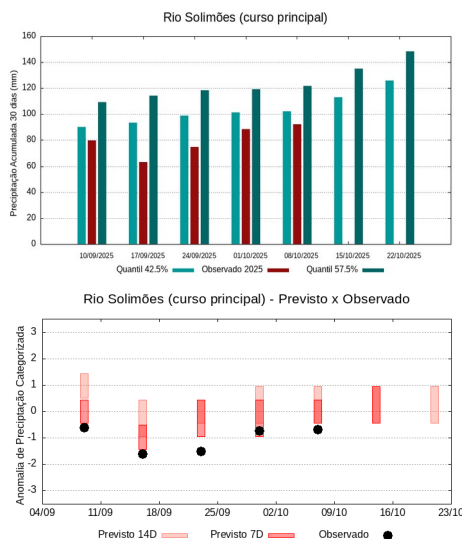 Rio Solimões (curso principal)
Precipitação Acumulada 30 dias (mm)
160
140
120
100
80
60
40
20
0
10/09/2025 17/09/2025 24/09/2025 01/10/2025 08/10/2025 15/10/2025 22/10/2025
Quantil 42.5% Observado 2025 Quantil 57.5%
Rio Solimões (curso principal) - Previsto x Observado
Anomalia de Precipitação Categorizada
3
2
1
0
-1
-2
-3
04/09 11/09 18/09 25/09 02/10 09/10 16/10 23/10
Previsto 14D Previsto 7D Observado